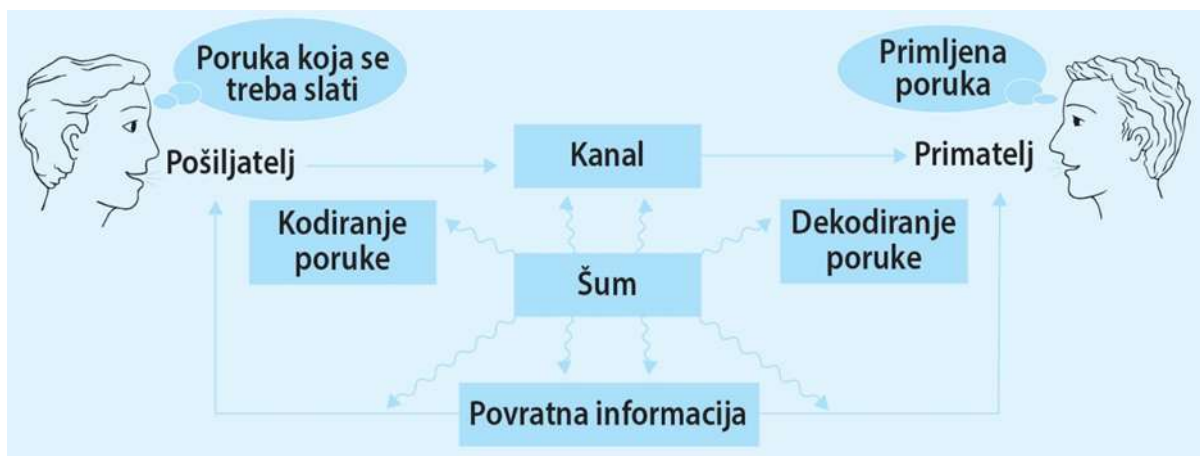 Poruka koja se
treba slati
Primljena
poruka
Pošiljatelj
Kanal
Primatelj
Kodiranje
poruke
Dekodiranje
poruke
Šum
Povratna informacija